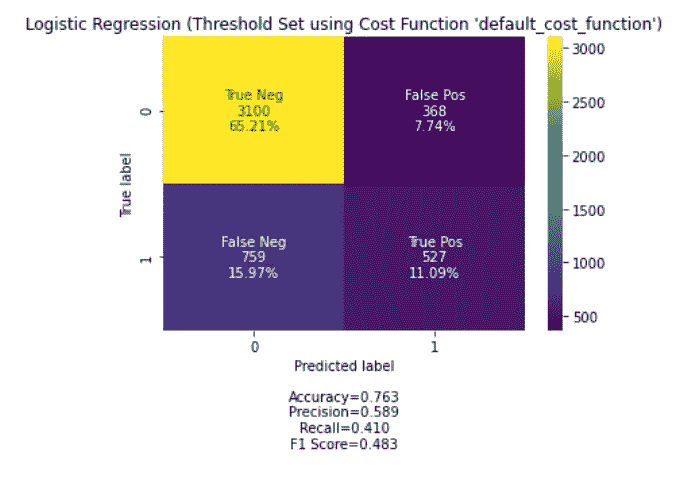 Logistic Regression (Threshold Set using Cost Function 'default_cost_function')
True Neg
3100
65.21%
False Pos
368
7.74%
False Neg
759
15.97%
True Pos
527
11.09%
0
1
True label
0
1
Predicted label
3000
2500
2000
1500
1000
500
Accuracy=0.763
Precision=0.589
Recall=0.410
F1 Score=0.483